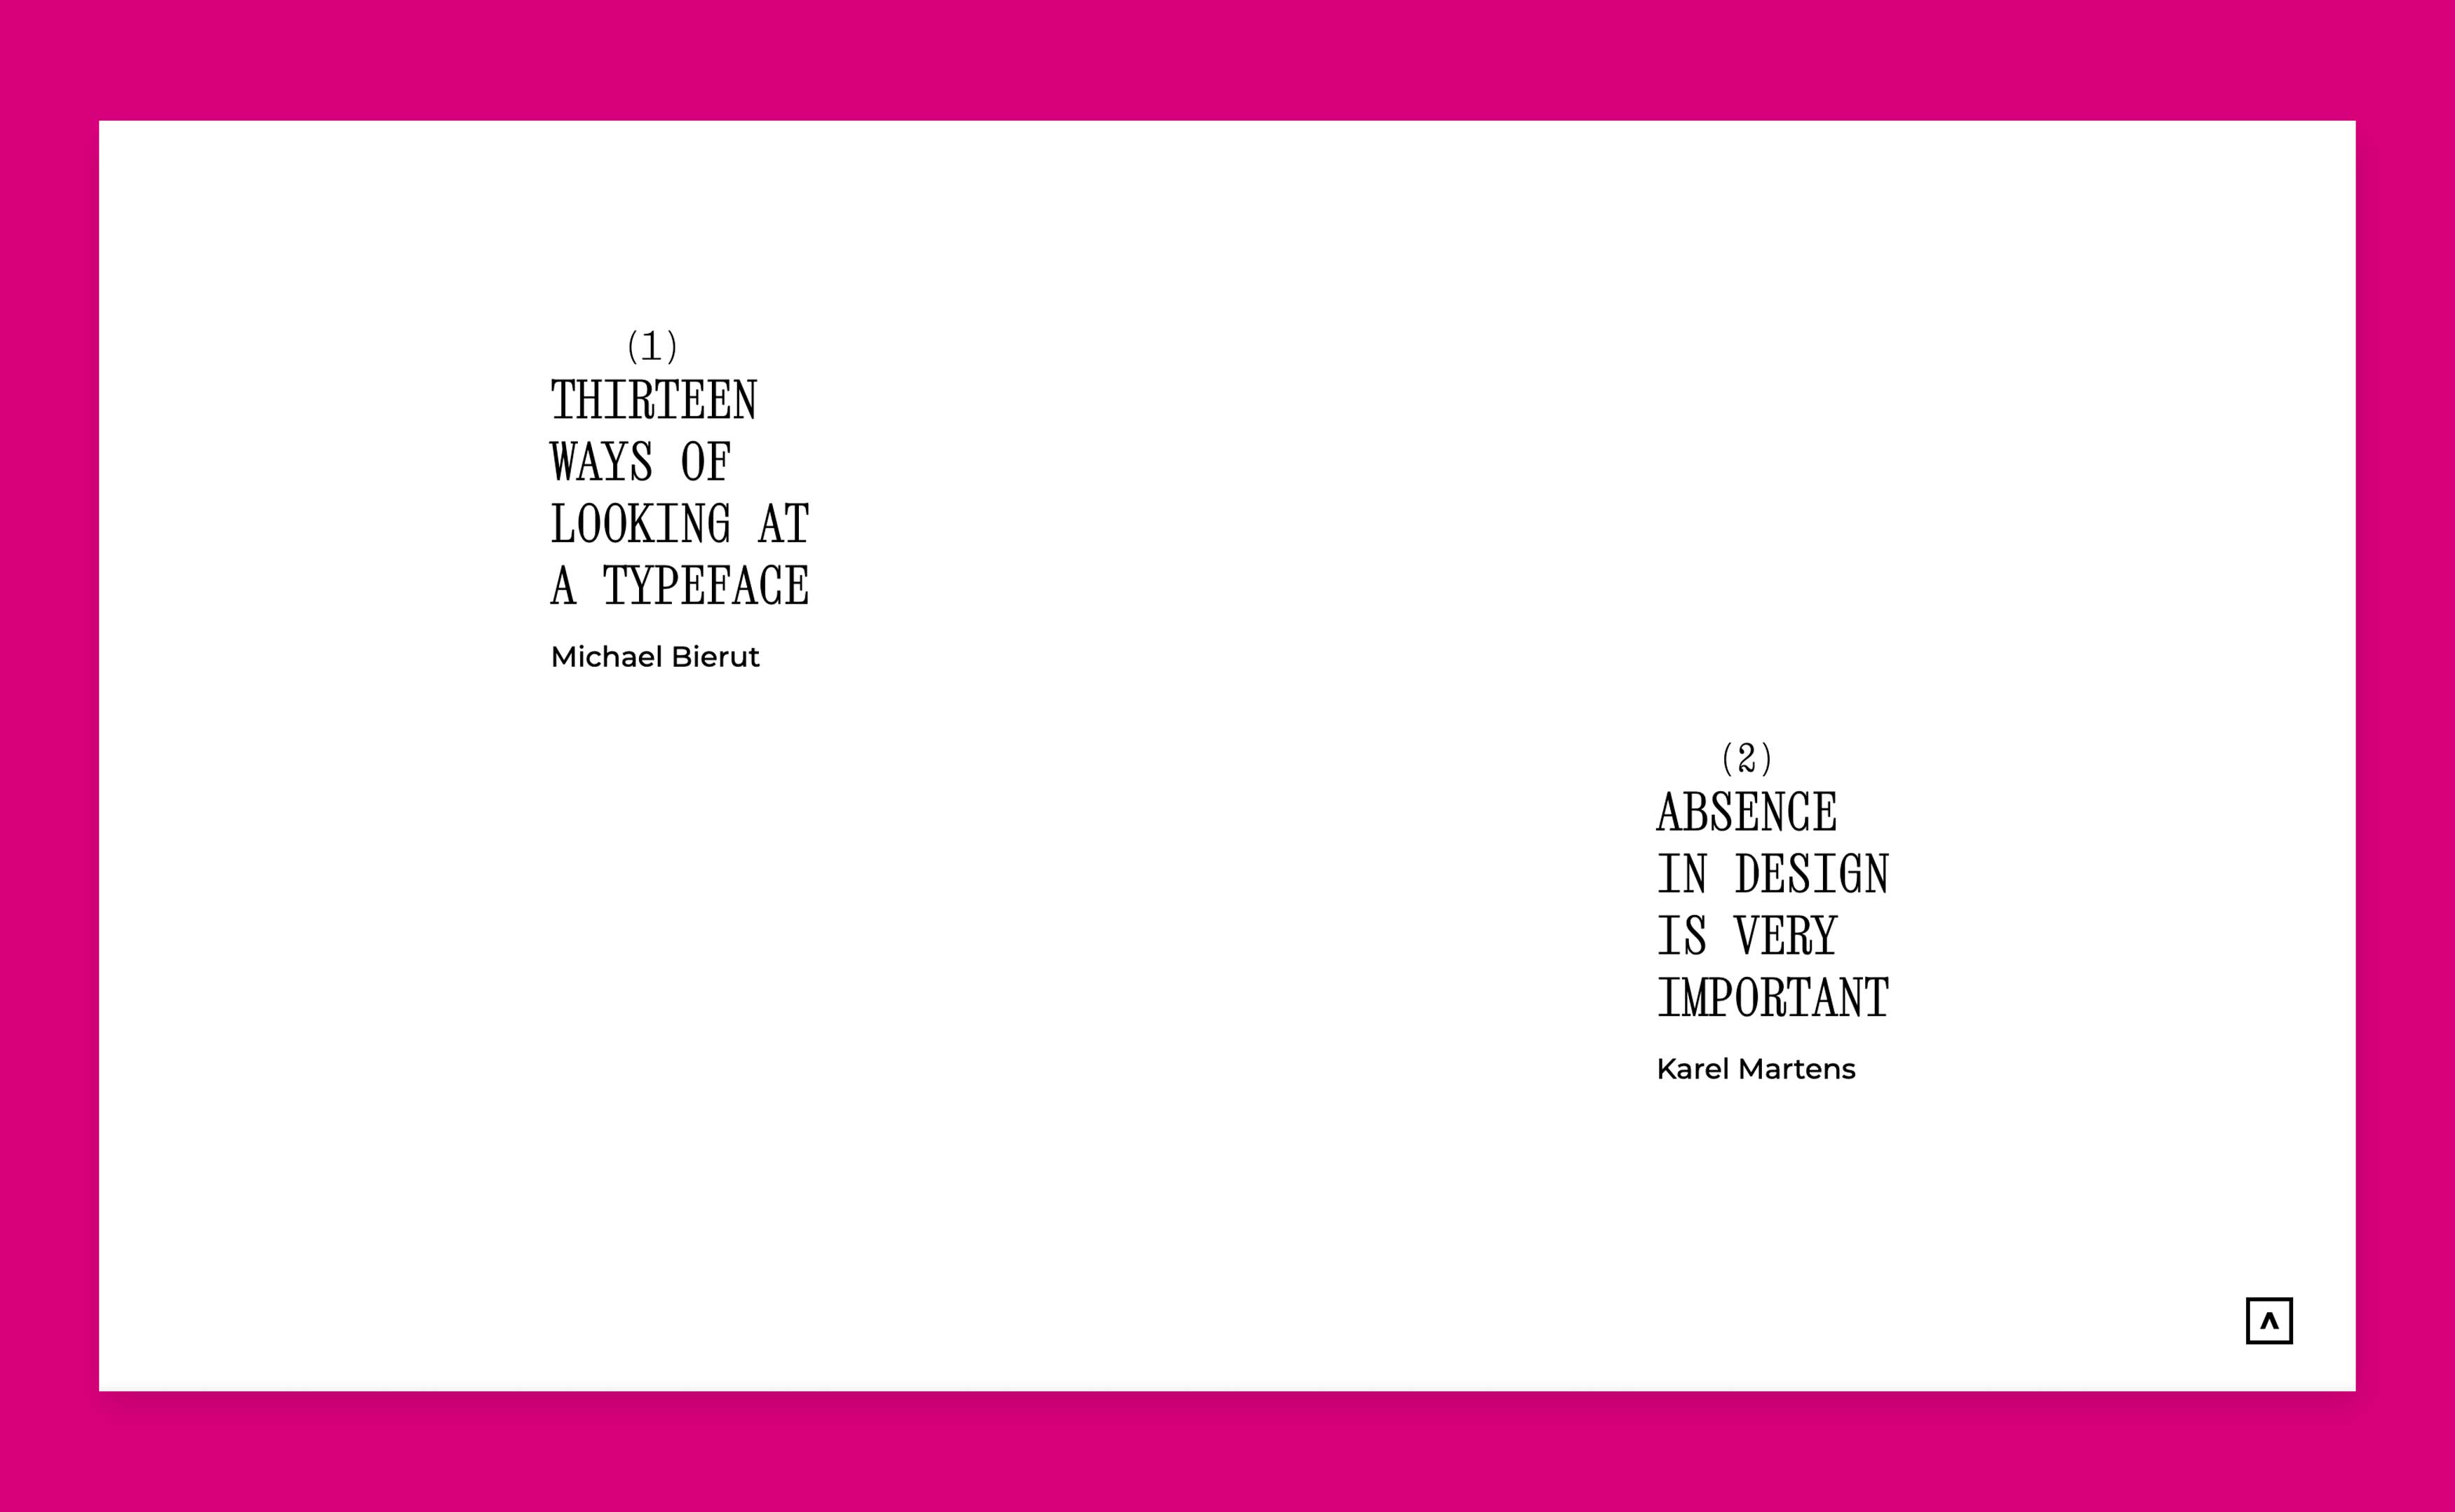 (1)
THIRTEEN
WAYS OF
LOOKING AT
A TYPEFACE
Michael Bierut
(2)
ABSENCE
IN DESIGN
IS VERY
IMPORTANT
Karel Martens